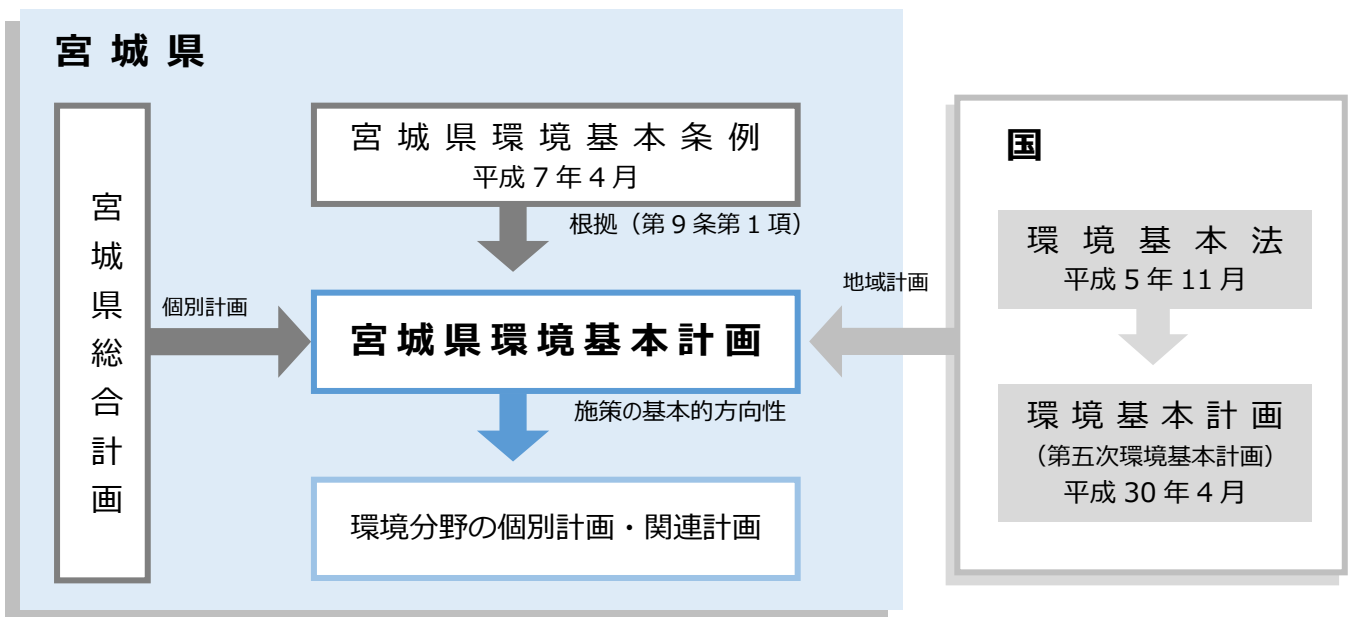 宮城県
宮城県総合計画
個別計画
宮城県環境基本条例
平成7年4月
根拠（第9条第1項）
宮城県環境基本計画
施策の基本的方向性
環境分野の個別計画・関連計画
地域計画
国
環境基本法
平成5年11月
環境基本計画
（第五次環境基本計画）
平成30年4月